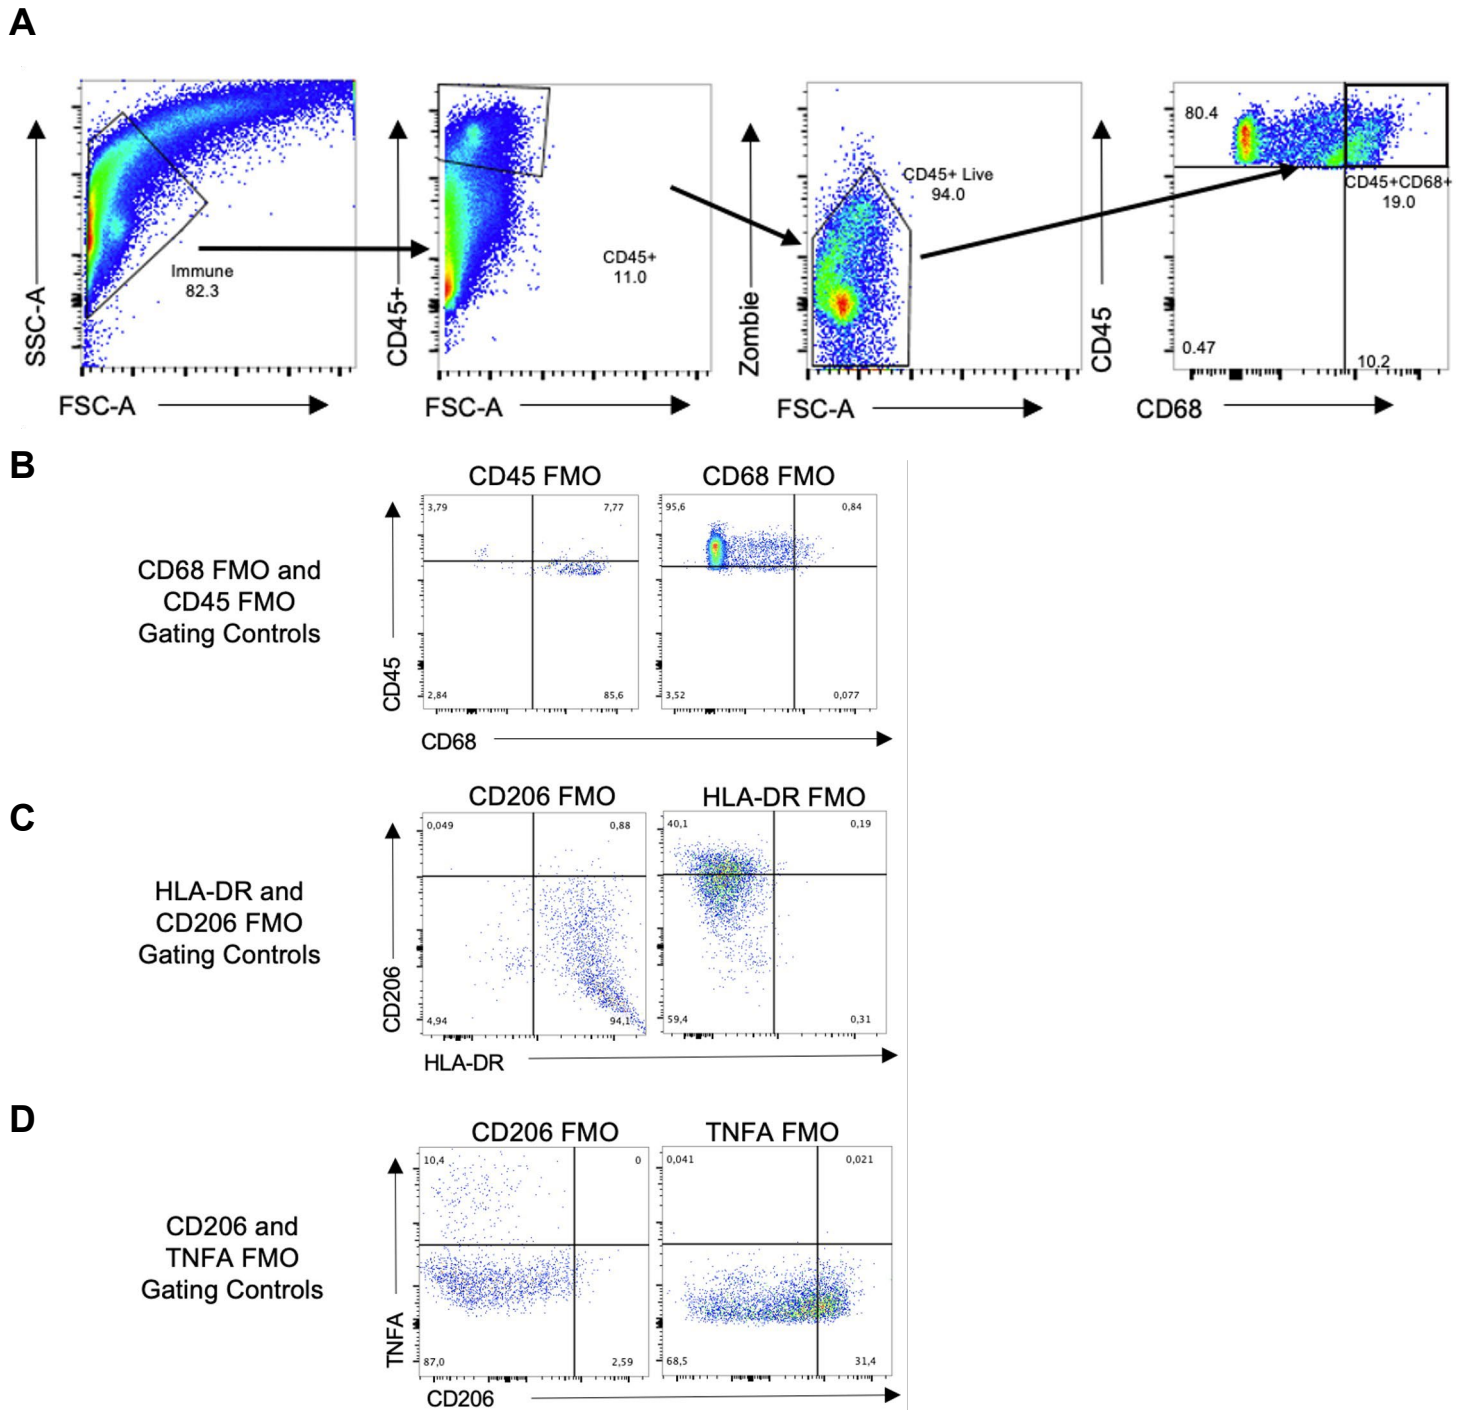 A
SSC-A
Immune
82.3
FSC-A
CD45+
CD45+
11.0
FSC-A
Zombie
CD45+ Live
94.0
FSC-A
CD45
80.4
CD45+CD68+
19.0
0.47
10.2
CD68
B
CD68 FMO and
CD45 FMO
Gating Controls
CD45 FMO
CD68 FMO
CD45
3,79
7,77
2,84
85,6
95,6
0,84
3,52
0,077
CD68
C
HLA-DR and
CD206 FMO
Gating Controls
CD206 FMO
HLA-DR FMO
CD206
0,049
0,88
4,94
94,1
40,1
0,19
59,4
0,31
HLA-DR
D
CD206 and
TNFA FMO
Gating Controls
CD206 FMO
TNFA FMO
TNFA
10,4
0
87,0
2,59
0,041
0,021
68,5
31,4
CD206